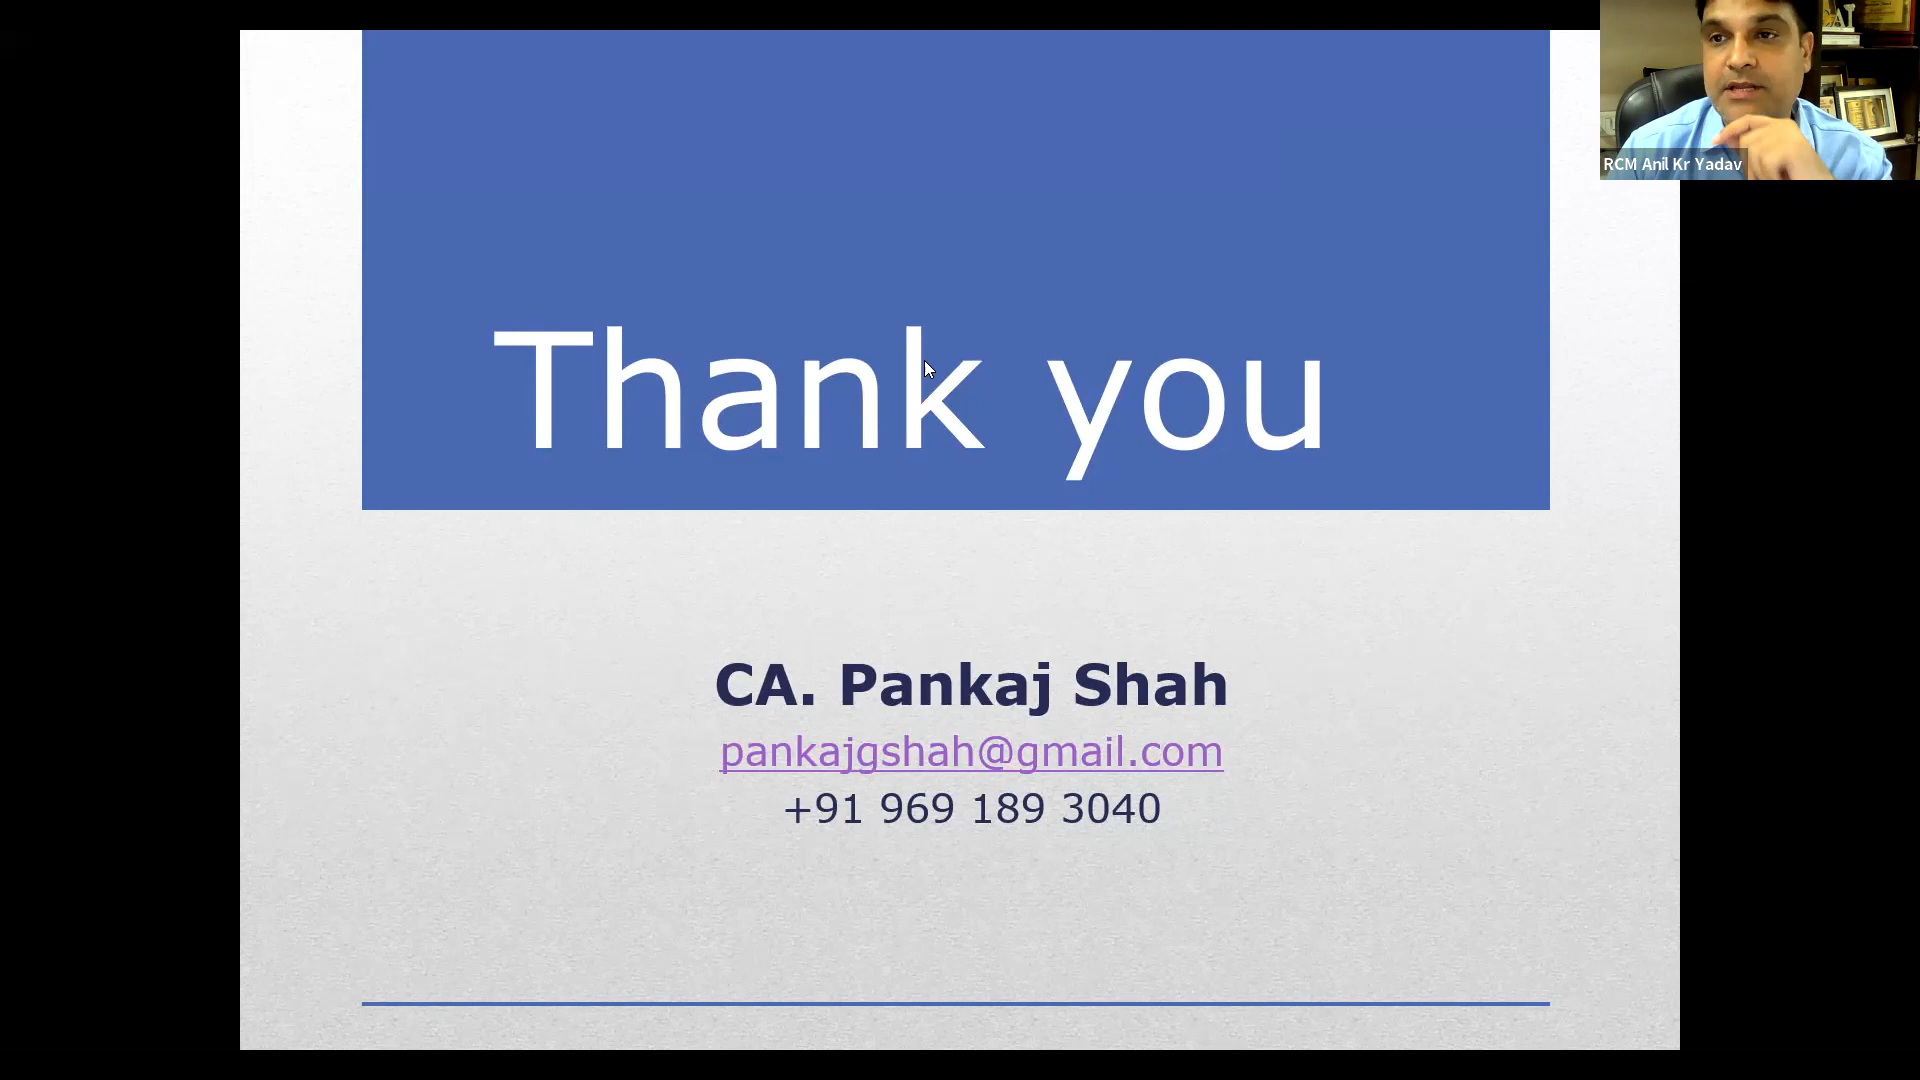 RCM Anil Kr Yadav
Thank you
CA. Pankaj Shah
pankajgshah@gmail.com
+91 969 189 3040